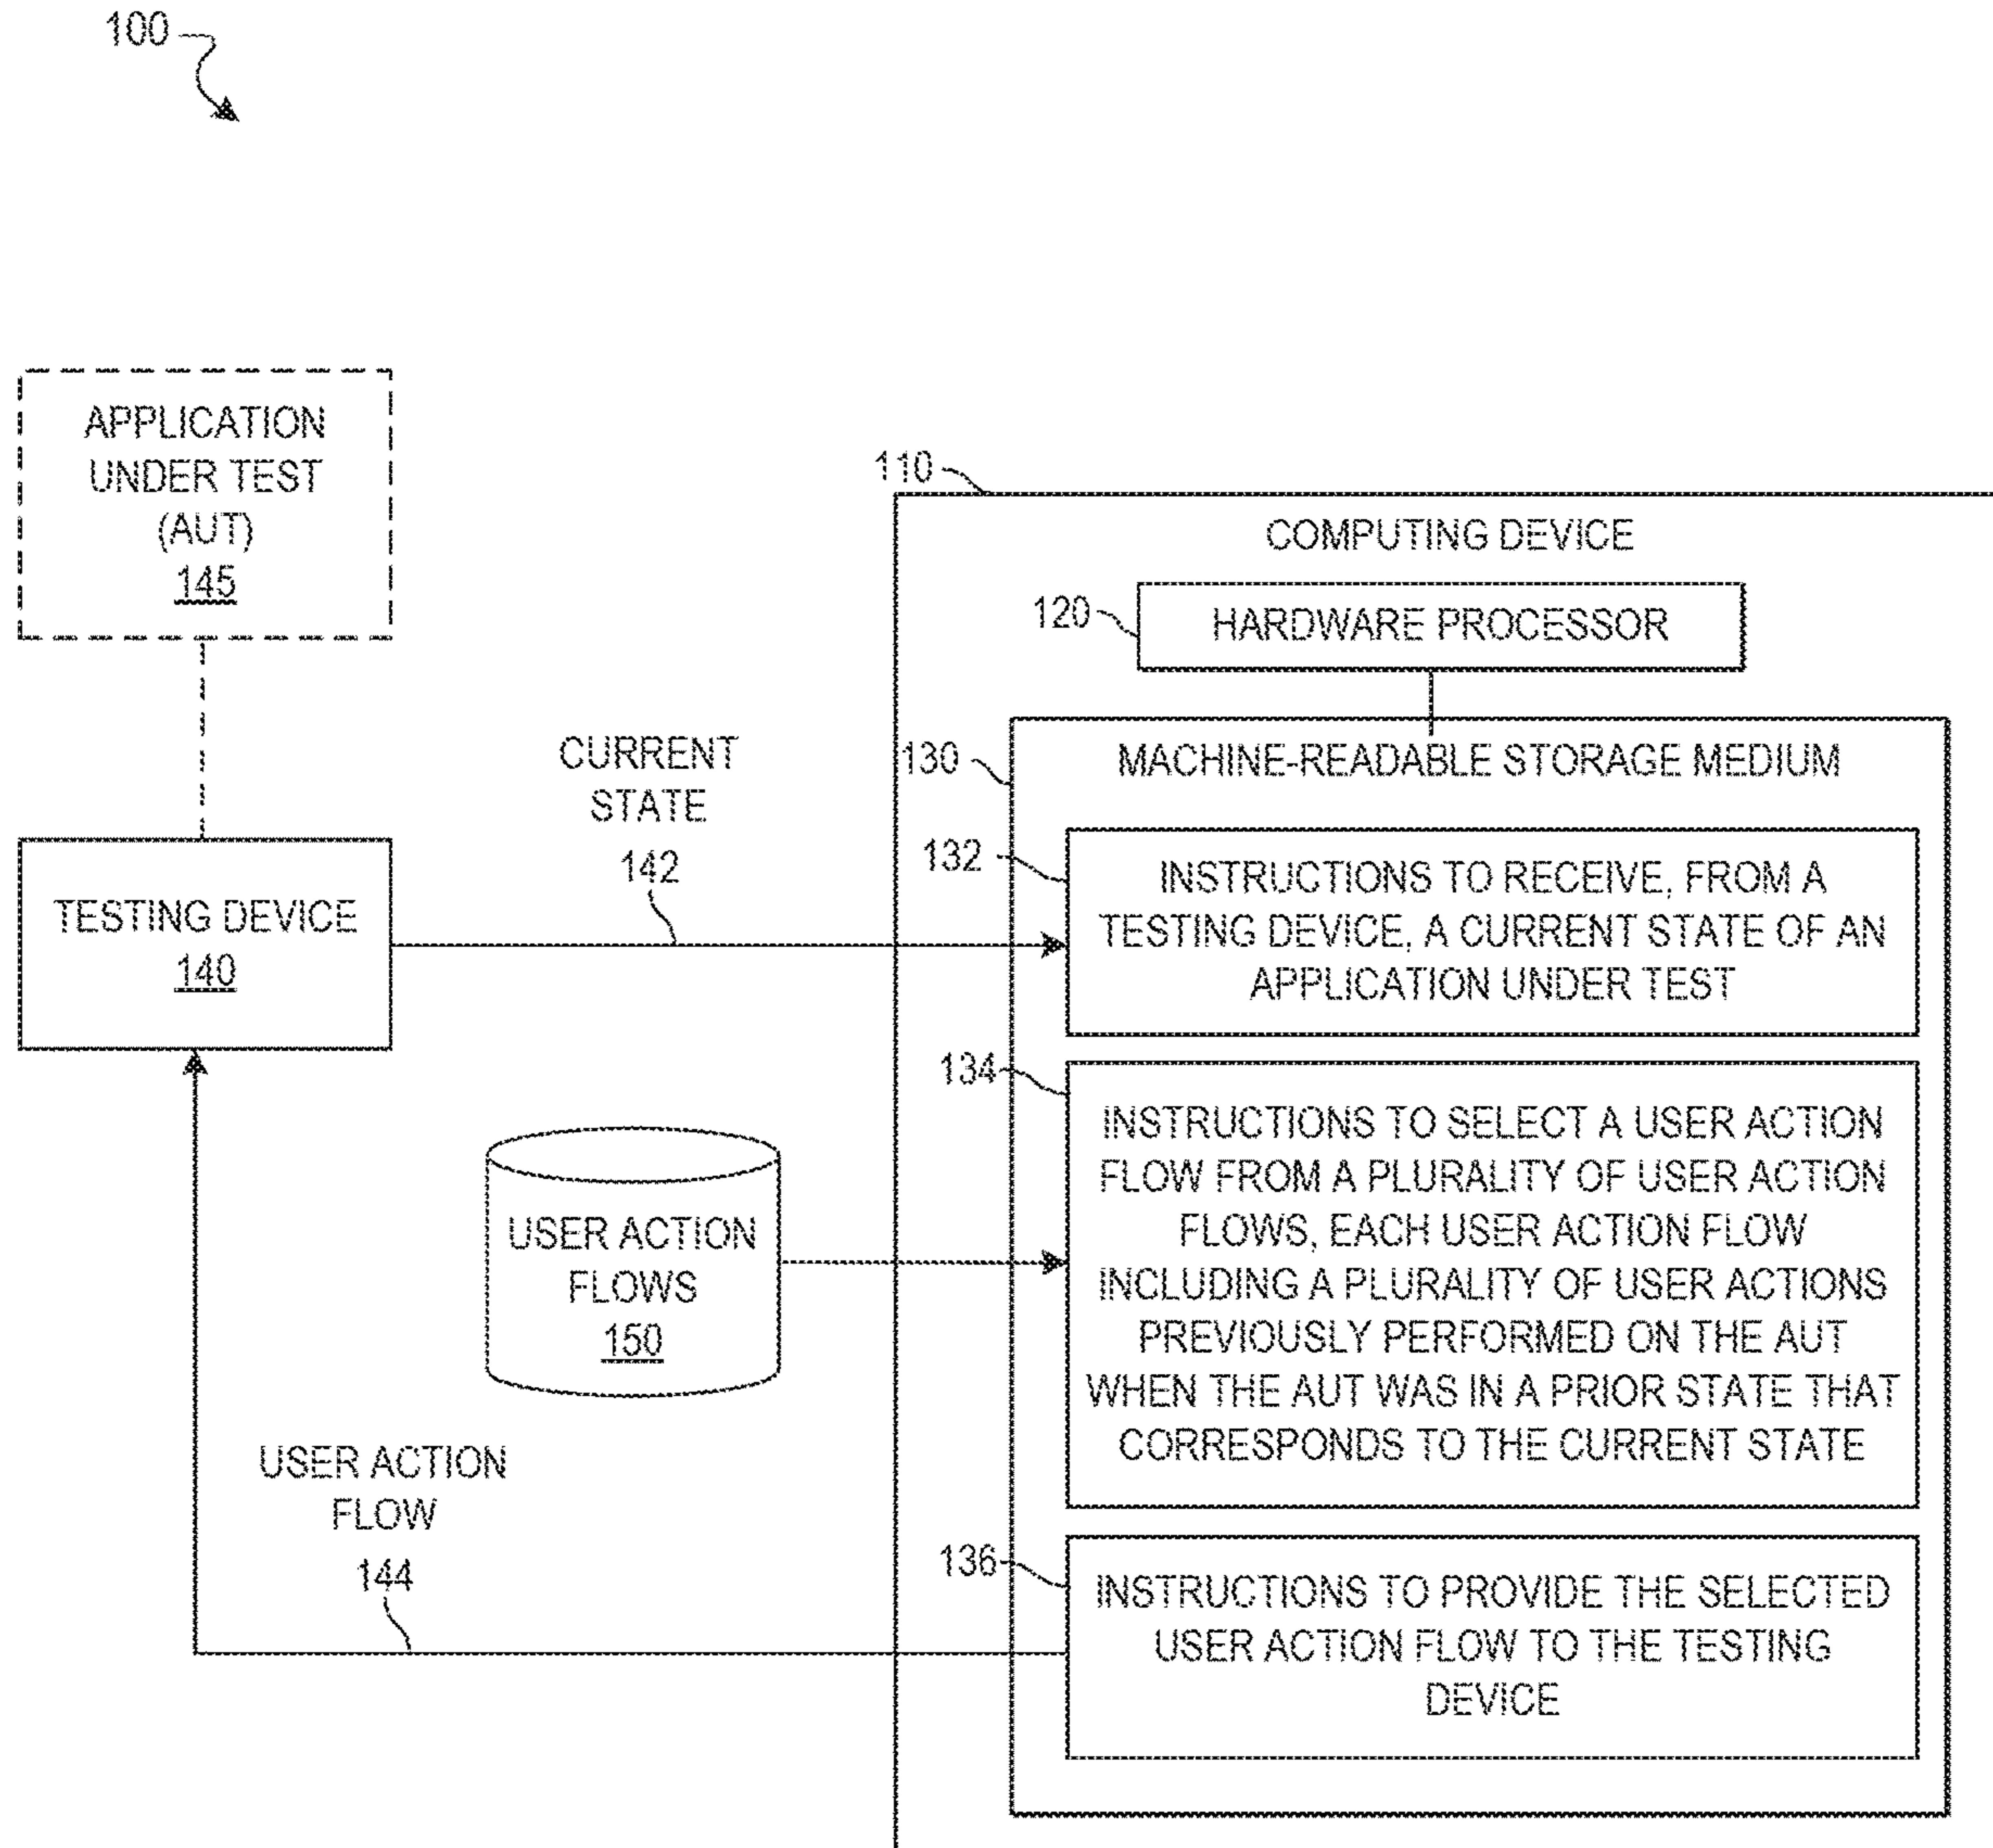 100
APPLICATION
UNDER TEST
(AUT)
145
110
COMPUTING DEVICE
120
HARDWARE PROCESSOR
130
MACHINE-READABLE STORAGE MEDIUM
CURRENT
STATE
142
TESTING DEVICE
140
132
INSTRUCTIONS TO RECEIVE, FROM A
TESTING DEVICE, A CURRENT STATE OF AN
APPLICATION UNDER TEST
134
INSTRUCTIONS TO SELECT A USER ACTION
FLOW FROM A PLURALITY OF USER ACTION
FLOWS, EACH USER ACTION FLOW
INCLUDING A PLURALITY OF USER ACTIONS
PREVIOUSLY PERFORMED ON THE AUT
WHEN THE AUT WAS IN A PRIOR STATE THAT
CORRESPONDS TO THE CURRENT STATE
USER ACTION
FLOWS
150
USER ACTION
FLOW
144
136
INSTRUCTIONS TO PROVIDE THE SELECTED
USER ACTION FLOW TO THE TESTING
DEVICE